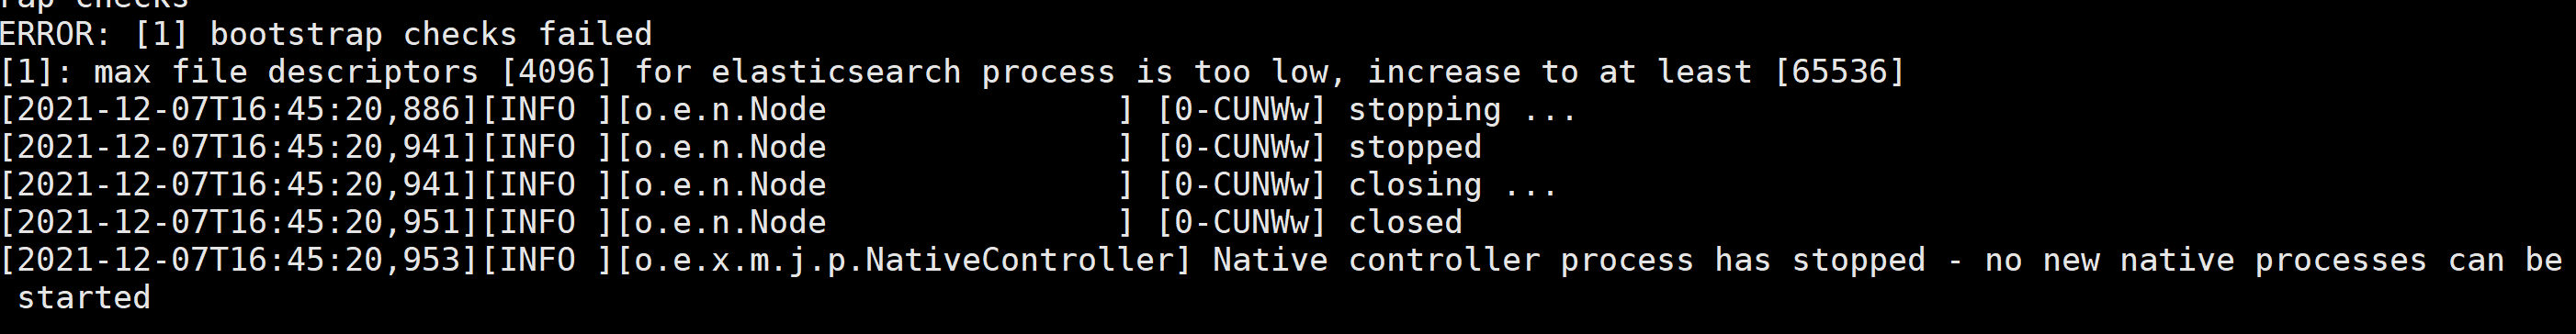 rap checks
ERROR: [1] bootstrap checks failed
[1]: max file descriptors [4096] for elasticsearch process is too low, increase to at least [65536]
[2021-12-07T16:45:20,886][INFO ][o.e.n.Node               ] [0-CUNWw] stopping ...
[2021-12-07T16:45:20,941][INFO ][o.e.n.Node               ] [0-CUNWw] stopped
[2021-12-07T16:45:20,941][INFO ][o.e.n.Node               ] [0-CUNWw] closing ...
[2021-12-07T16:45:20,951][INFO ][o.e.n.Node               ] [0-CUNWw] closed
[2021-12-07T16:45:20,953][INFO ][o.e.x.m.j.p.NativeController] Native controller process has stopped - no new native processes can be
 started